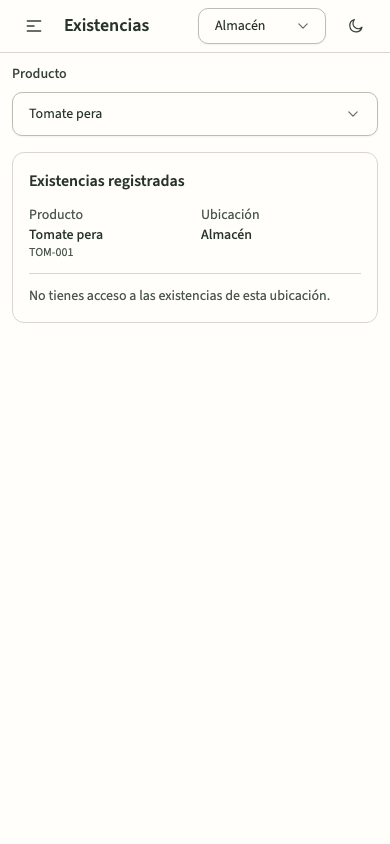 Existencias
Almacén
Producto
Tomate pera
Existencias registradas
Producto
Ubicación
Tomate pera
Almacén
TOM-001
No tienes acceso a las existencias de esta ubicación.